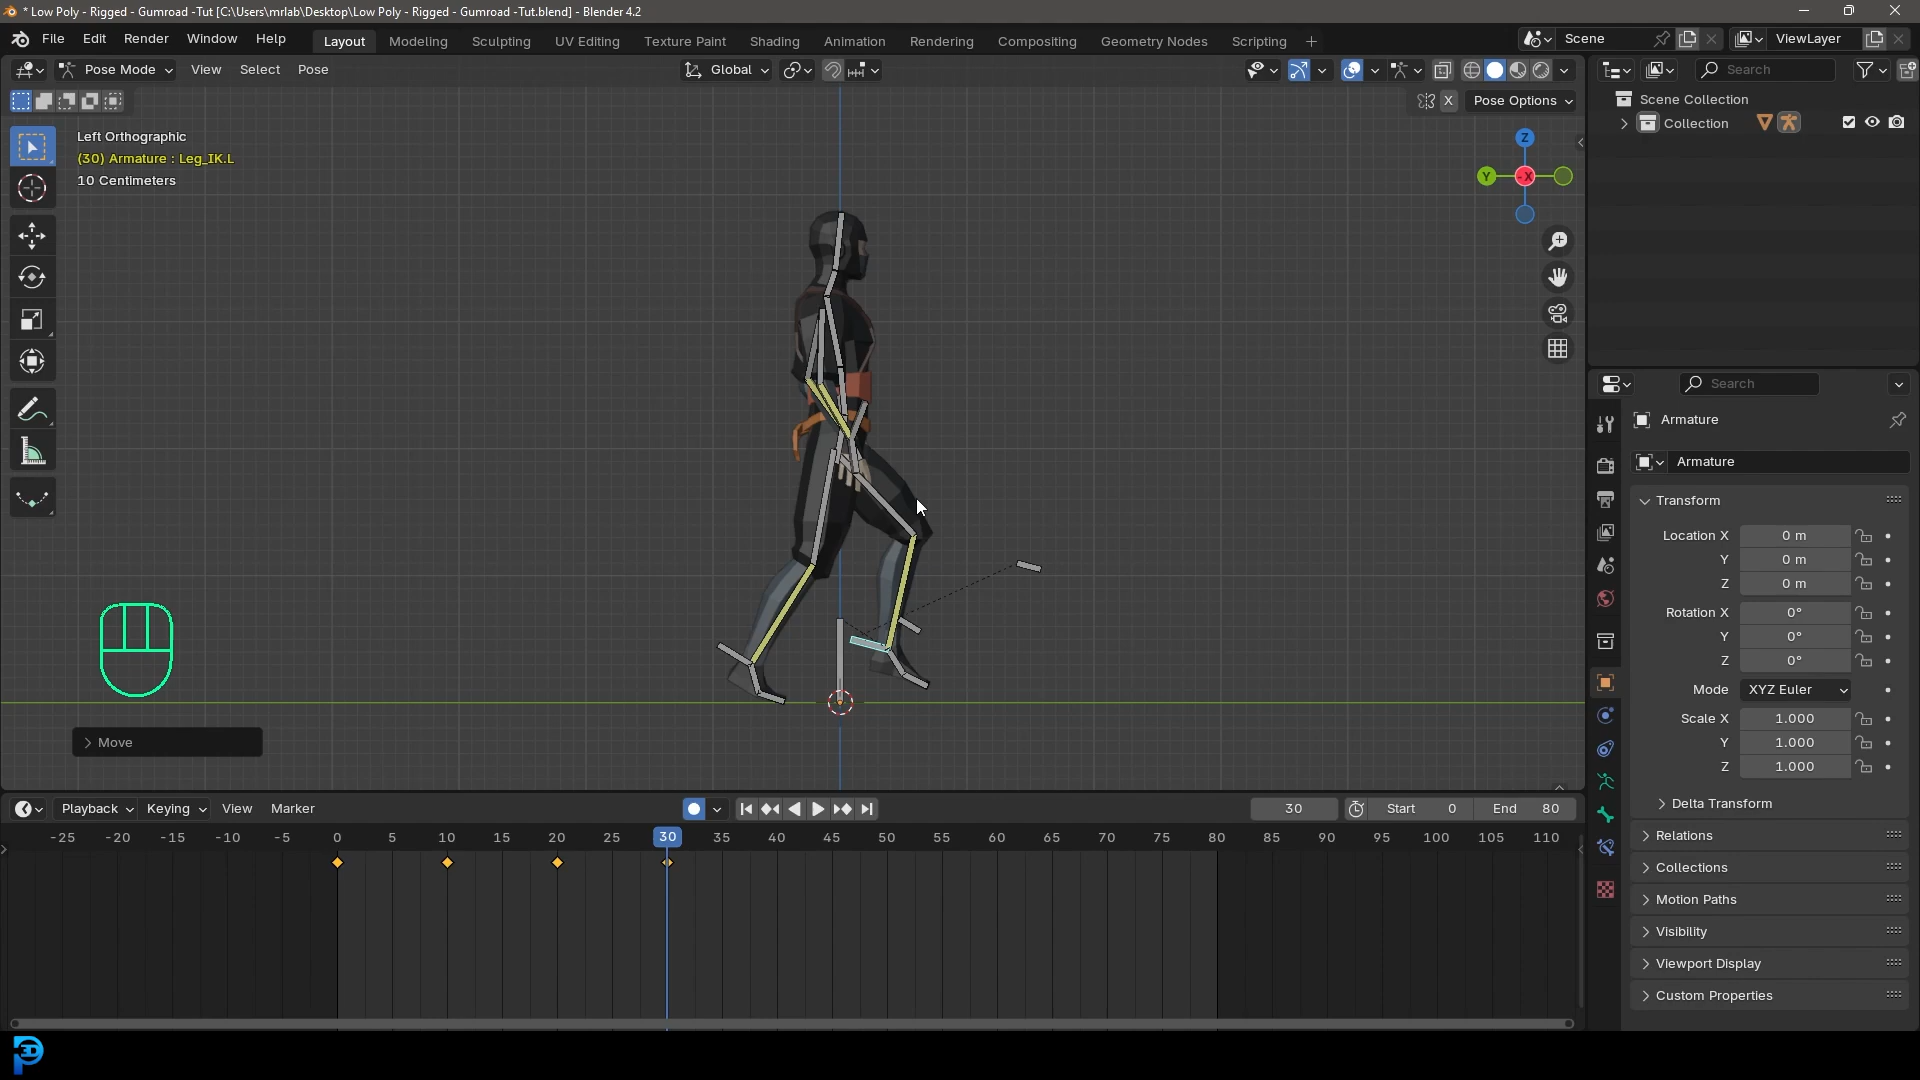 * Low Poly - Rigged - Gumroad -Tut [C:\Users\mrlab\Desktop\Low Poly - Rigged - Gumroad -Tut.blend] - Blender 4.2
File Edit Render Window Help Layout Modeling Sculpting UV Editing Texture Paint Shading Animation Rendering Compositing Geometry Nodes Scripting + Scene ViewLayer
Pose Mode View Select Pose Global Search
X Pose Options
Scene Collection
Collection
Left Orthographic
(30) Armature : Leg_IK.L
10 Centimeters
Z
Y -X
Search
Armature
Armature
Transform
Location X 0 m
Y 0 m
Z 0 m
Rotation X 0°
Y 0°
Z 0°
Mode XYZ Euler
Scale X 1.000
Y 1.000
Z 1.000
Delta Transform
Relations
Collections
Motion Paths
Visibility
Viewport Display
Custom Properties
Move
Playback Keying View Marker 30 Start 0 End 80
-25 -20 -15 -10 -5 0 5 10 15 20 25 30 35 40 45 50 55 60 65 70 75 80 85 90 95 100 105 110
3D